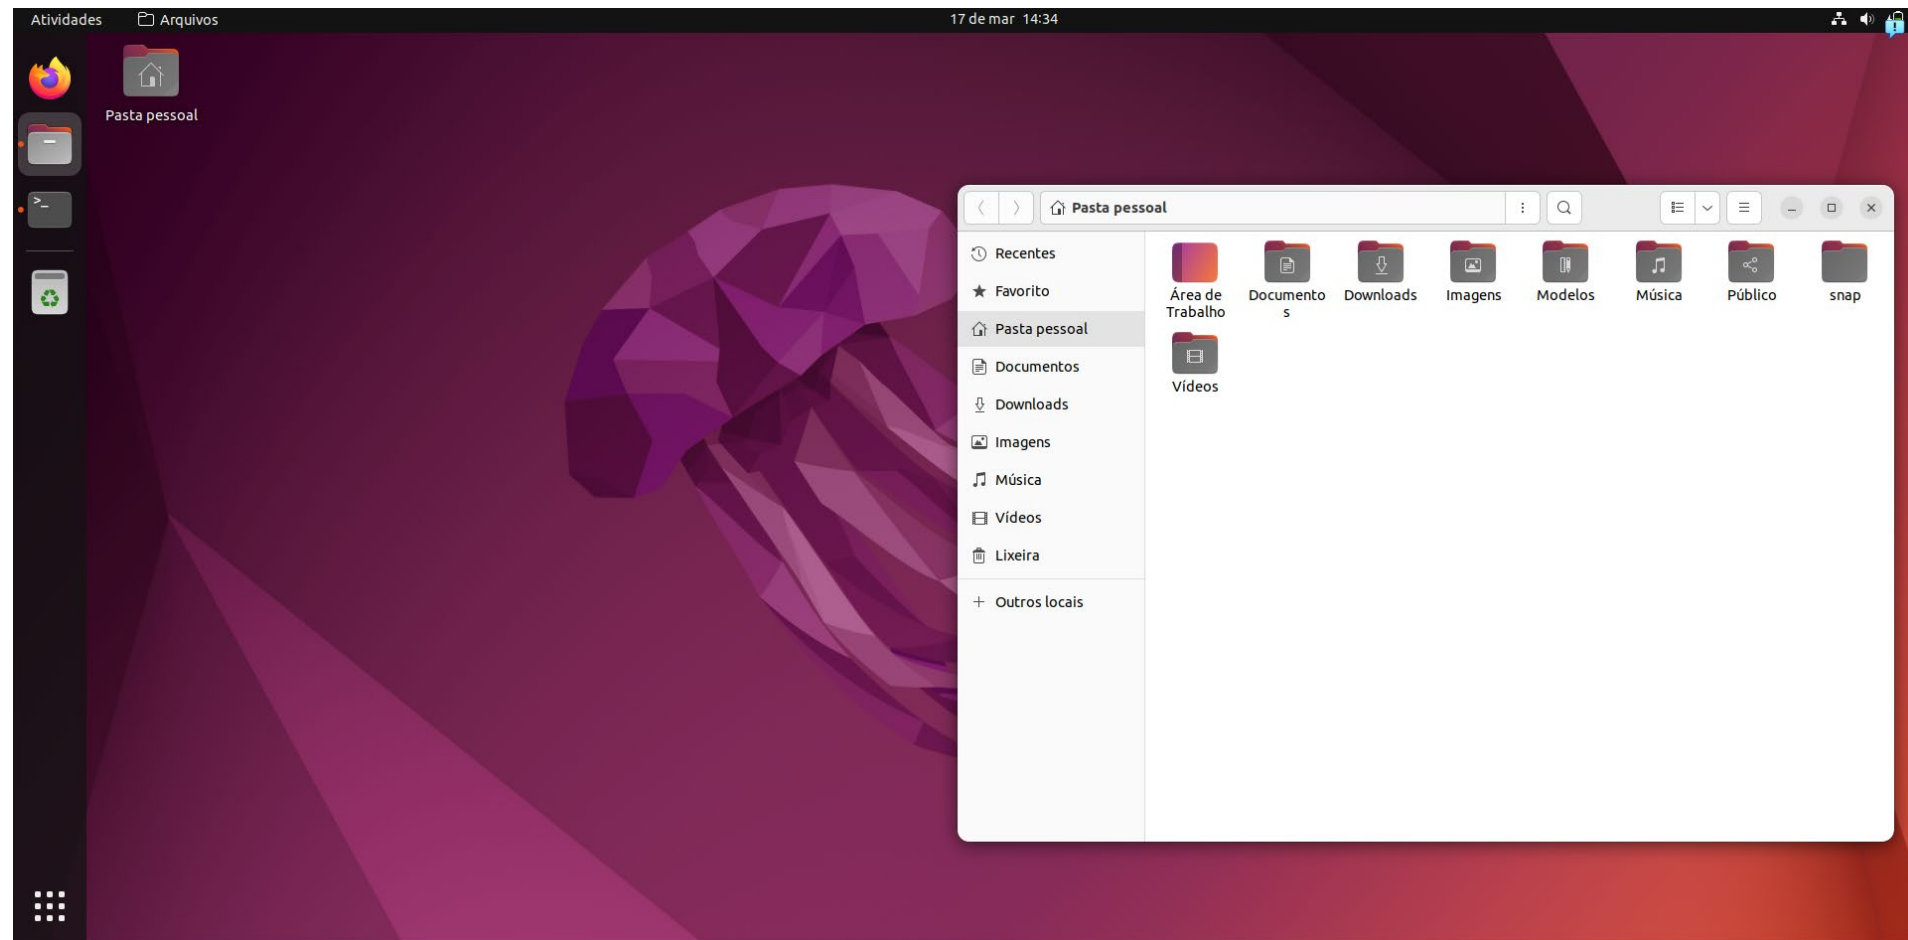 Atividades
Arquivos
17 de mar 14:34
Pasta pessoal
>_
Pasta pessoal
Recentes
Favorito
Pasta pessoal
Documentos
Downloads
Imagens
Música
Vídeos
Lixeira
+ Outros locais
Área de
Trabalho
Documento
s
Downloads
Imagens
Modelos
Música
Público
snap
Vídeos